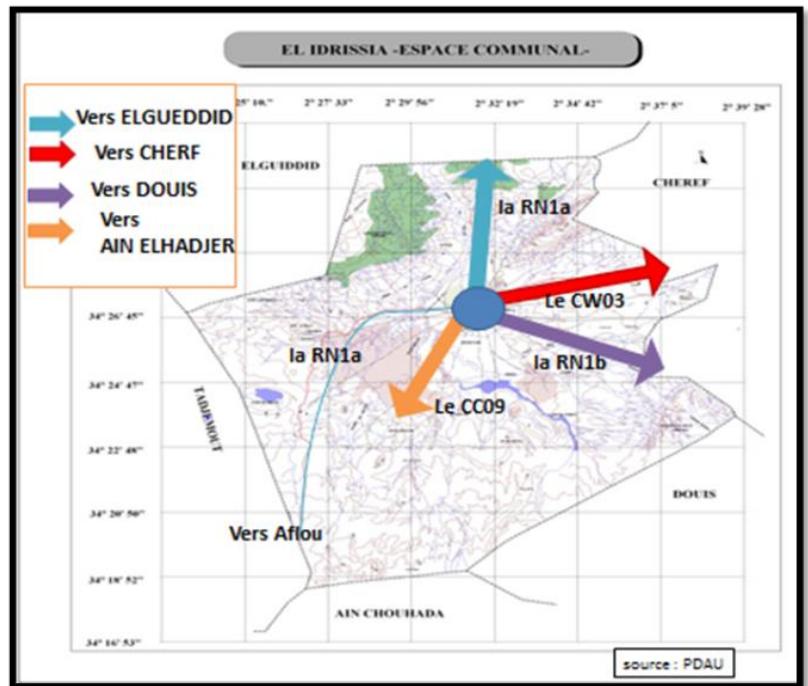 EL IDRISSIA -ESPACE COMMUNAL-
Vers ELGUEDDID
Vers CHERF
Vers DOUIS
Vers
AIN ELHADJER
25' 10.''
2° 27' 33''
2° 29' 56''
2° 32' 19''
2° 34' 42''
2° 37' 5''
2° 39' 28''
ELGUIDDID
CHEREF
la RN1a
Le CW03
34° 26' 45''
la RN1a
la RN1b
34° 24' 47''
TADJEMOUT
Le CC09
34° 22' 48''
DOUIS
34° 20' 50''
Vers Aflou
34° 18' 52''
AIN CHOUHADA
34° 16' 53''
source : PDAU